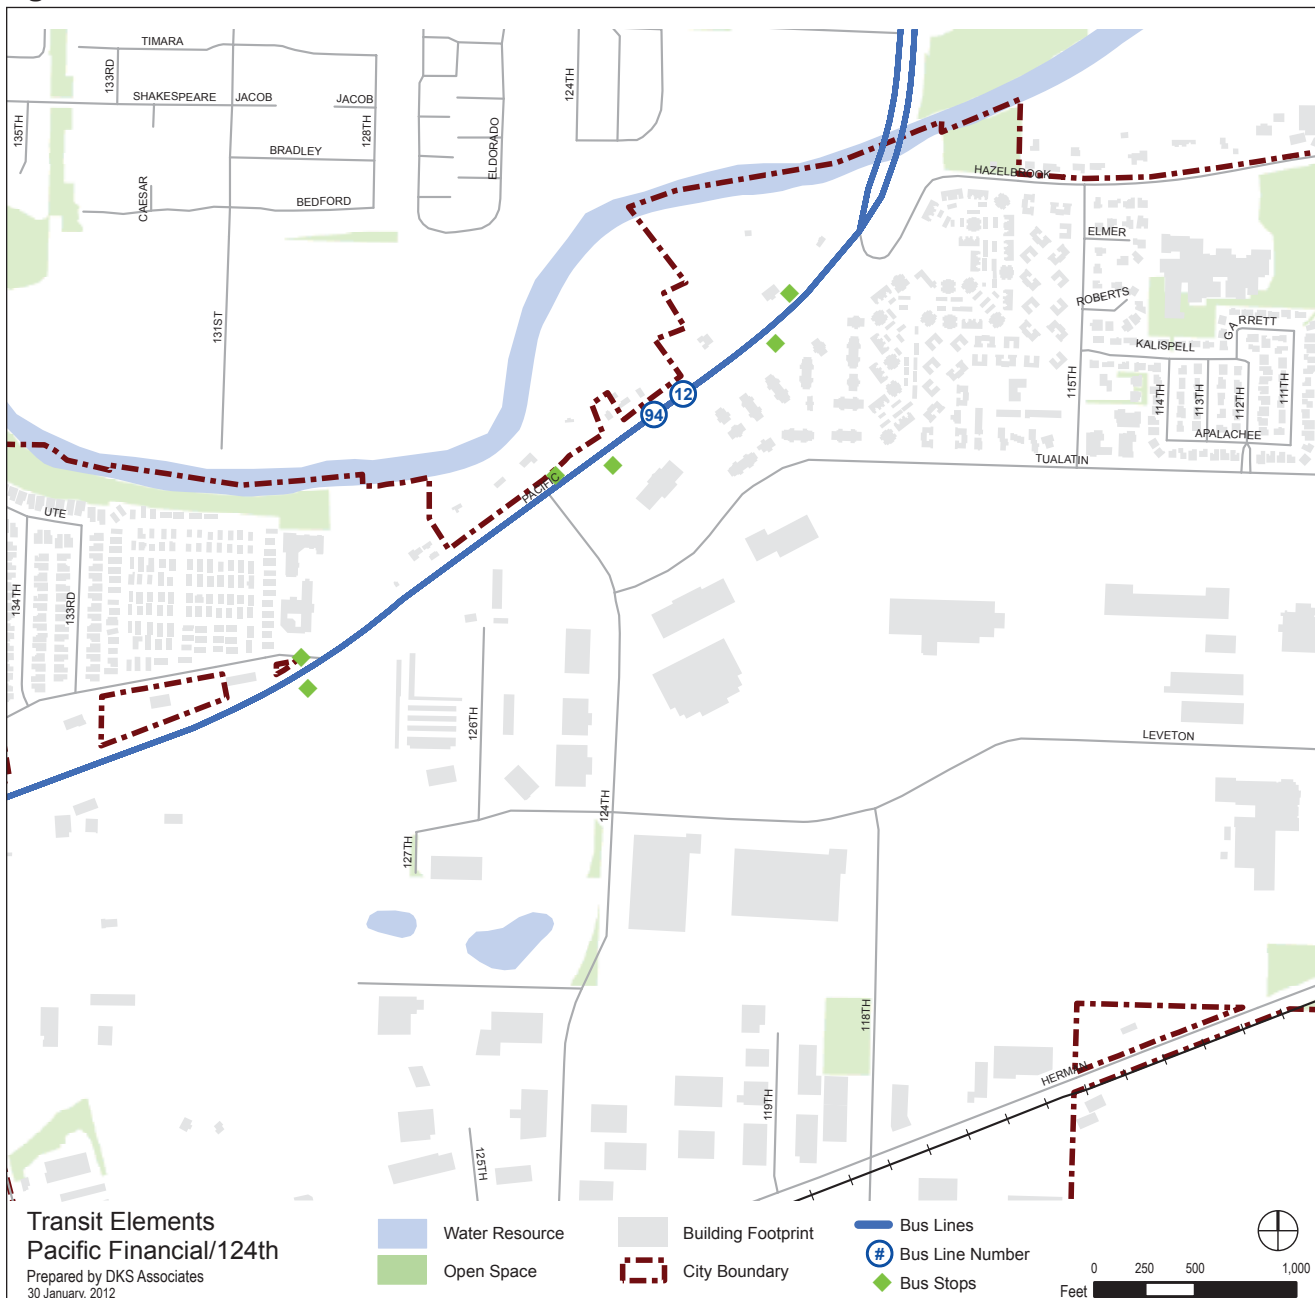 TIMARA
133RD
124TH
SHAKESPEARE
JACOB
JACOB
135TH
128TH
ELDORADO
BRADLEY
HAZELBROOK
CAESAR
BEDFORD
ELMER
ROBERTS
131ST
GARRETT
KALISPELL
115TH
114TH
113TH
112TH
111TH
12
94
APALACHEE
TUALATIN
PACIFIC
UTE
134TH
133RD
126TH
LEVETON
124TH
127TH
118TH
HERMAN
119TH
125TH
Transit Elements
Pacific Financial/124th
Prepared by DKS Associates
30 January, 2012
Water Resource
Open Space
Building Footprint
City Boundary
Bus Lines
# Bus Line Number
Bus Stops
0 250 500 1,000
Feet